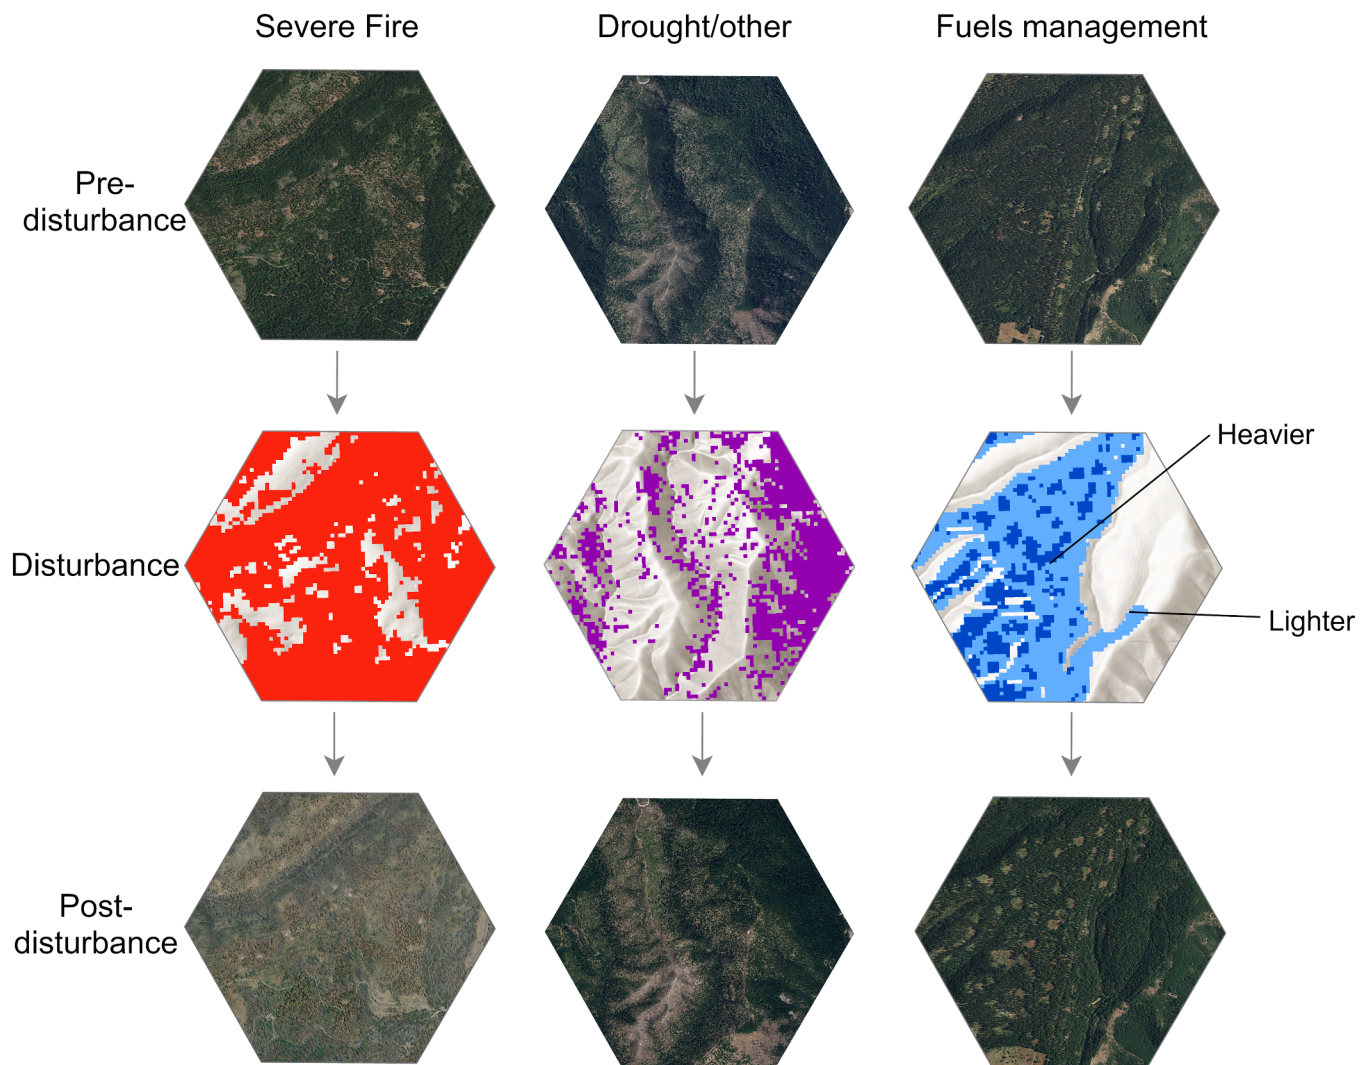 Severe Fire
Drought/other
Fuels management
Pre-
disturbance
Disturbance
Heavier
Lighter
Post-
disturbance